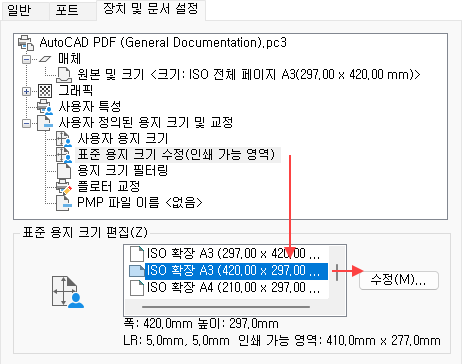 일반 포트 장치 및 문서 설정
AutoCAD PDF (General Documentation).pc3
매체
원본 및 크기 <크기: ISO 전체 페이지 A3(297.00 x 420.00 mm)>
그래픽
사용자 특성
사용자 정의된 용지 크기 및 교정
사용자 용지 크기
표준 용지 크기 수정(인쇄 가능 영역)
용지 크기 필터링
플로터 교정
PMP 파일 이름 <없음>
표준 용지 크기 편집(Z)
ISO 확장 A3 (297.00 x 420.00 ...
ISO 확장 A3 (420.00 x 297.00 ...
ISO 확장 A4 (210.00 x 297.00 ...
수정(M)...
폭: 420.0mm 높이: 297.0mm
LR: 5.0mm, 5.0mm 인쇄 가능 영역: 410.0mm x 277.0mm